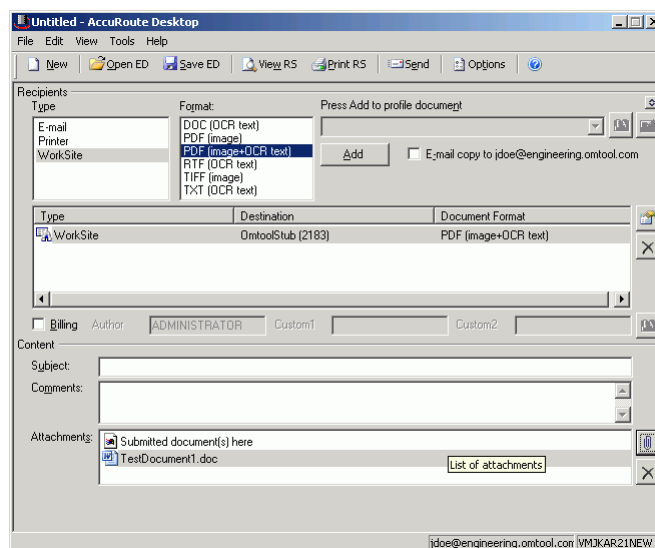 Untitled - AccuRoute Desktop
File Edit View Tools Help
New Open ED Save ED View RS Print RS Send Options
Recipients
Type Format: Press Add to profile document
E-mail
Printer
WorkSite
DOC (OCR text)
PDF (image)
PDF (image+OCR text)
RTF (OCR text)
TIFF (image)
TXT (OCR text)
Add E-mail copy to jdoe@engineering.omtool.com
Type Destination Document Format
WorkSite OmtoolStub (2183) PDF (image+OCR text)
Billing Author ADMINISTRATOR Custom1 Custom2
Content
Subject:
Comments:
Attachments: Submitted document(s) here
TestDocument1.doc
List of attachments
jdoe@engineering.omtool.com VMJKAR21NEW